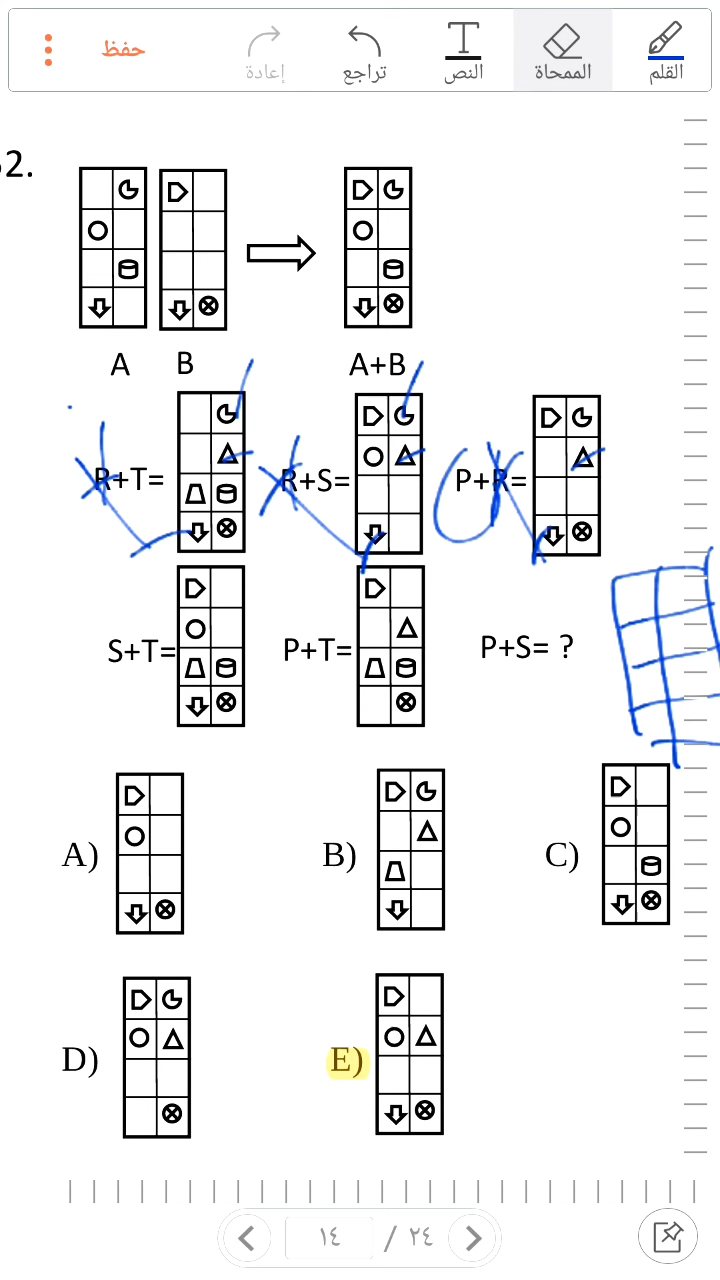 حفظ إعادة تراجع النص الممحاة القلم
2.
A B A+B
R+T= R+S= P+R=
S+T= P+T= P+S= ?
A) B) C)
D) E)
١٤ / ٢٤